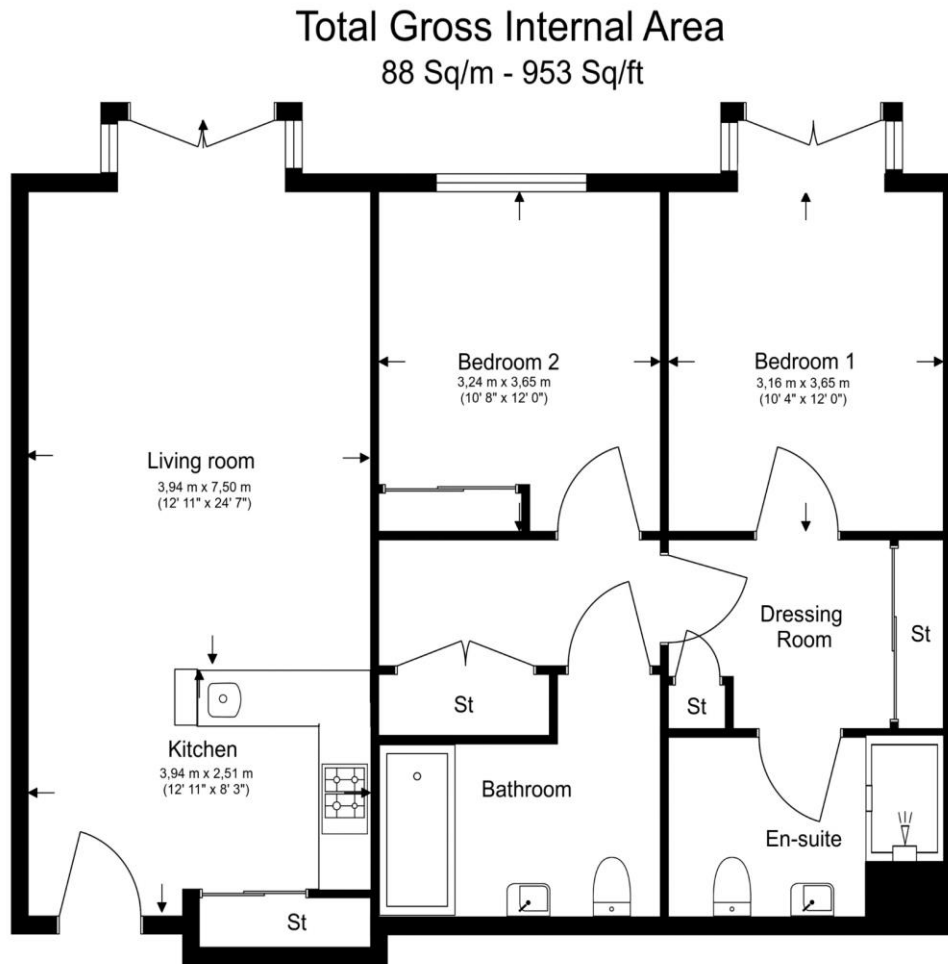 Total Gross Internal Area
88 Sq/m - 953 Sq/ft
Bedroom 2
3,24 m x 3,65 m
(10' 8" x 12' 0")
Bedroom 1
3,16 m x 3,65 m
(10' 4" x 12' 0")
Living room
3,94 m x 7,50 m
(12' 11" x 24' 7")
Dressing
Room
St
St
St
Kitchen
3,94 m x 2,51 m
(12' 11" x 8' 3")
Bathroom
En-suite
St